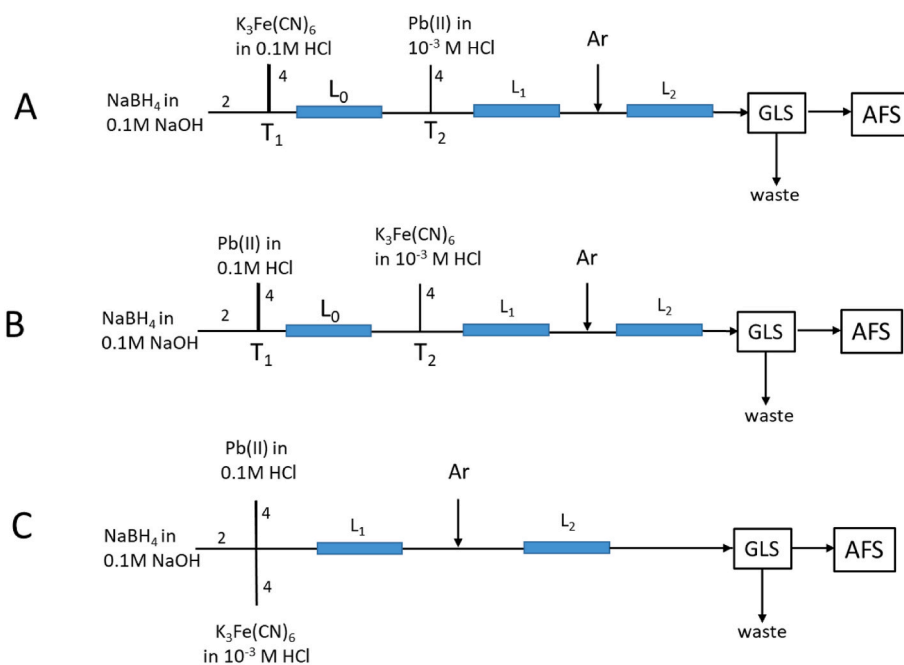 K₃Fe(CN)₆
in 0.1M HCl
Pb(II) in
10⁻³ M HCl
Ar
A
NaBH₄ in
0.1M NaOH
2
4
L₀
4
L₁
L₂
T₁
T₂
GLS
AFS
waste
Pb(II) in
0.1M HCl
K₃Fe(CN)₆
in 10⁻³ M HCl
Ar
B
NaBH₄ in
0.1M NaOH
2
4
L₀
4
L₁
L₂
T₁
T₂
GLS
AFS
waste
Pb(II) in
0.1M HCl
Ar
C
NaBH₄ in
0.1M NaOH
2
4
L₁
L₂
GLS
AFS
4
waste
K₃Fe(CN)₆
in 10⁻³ M HCl